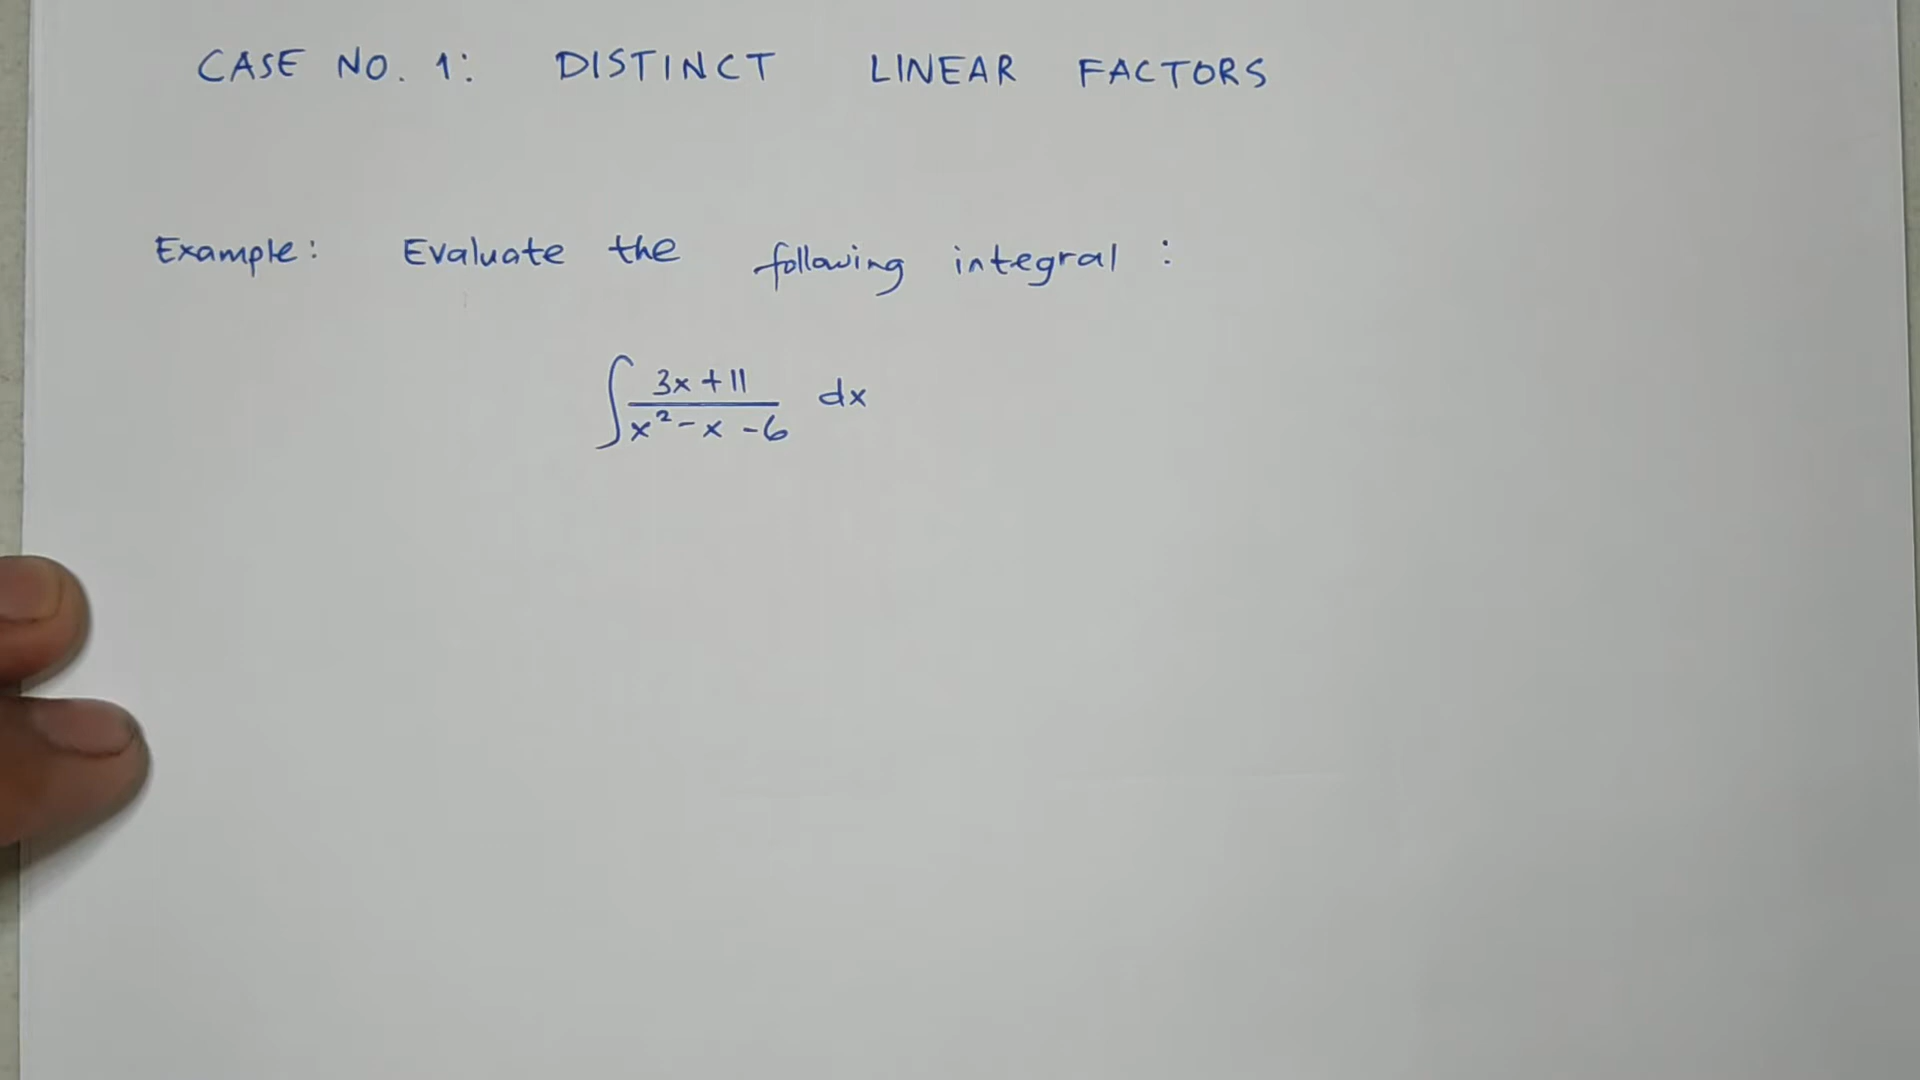 CASE NO. 1: DISTINCT LINEAR FACTORS
Example: Evaluate the following integral:
∫ (3x + 11)/(x² - x - 6) dx